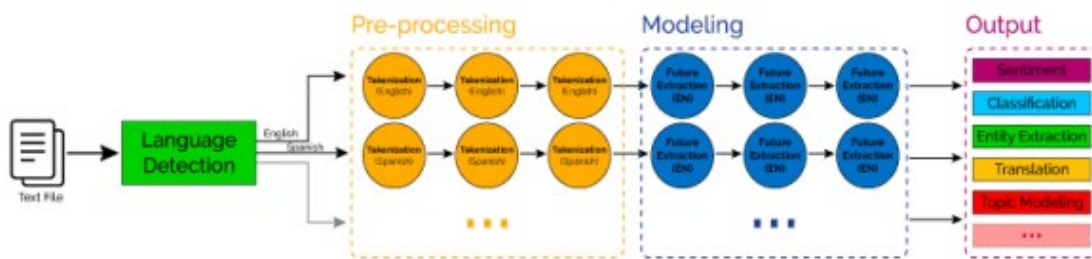 Pre-processing
Modeling
Output
Text File
Language
Detection
English
Spanish
Tokenization
(English)
Tokenization
(English)
Tokenization
(English)
Tokenization
(Spanish)
Tokenization
(Spanish)
Tokenization
(Spanish)
Future
Extraction
(EN)
Future
Extraction
(EN)
Future
Extraction
(EN)
Future
Extraction
(EN)
Future
Extraction
(EN)
Future
Extraction
(EN)
Sentiment
Classification
Entity Extraction
Translation
Topic Modeling
...